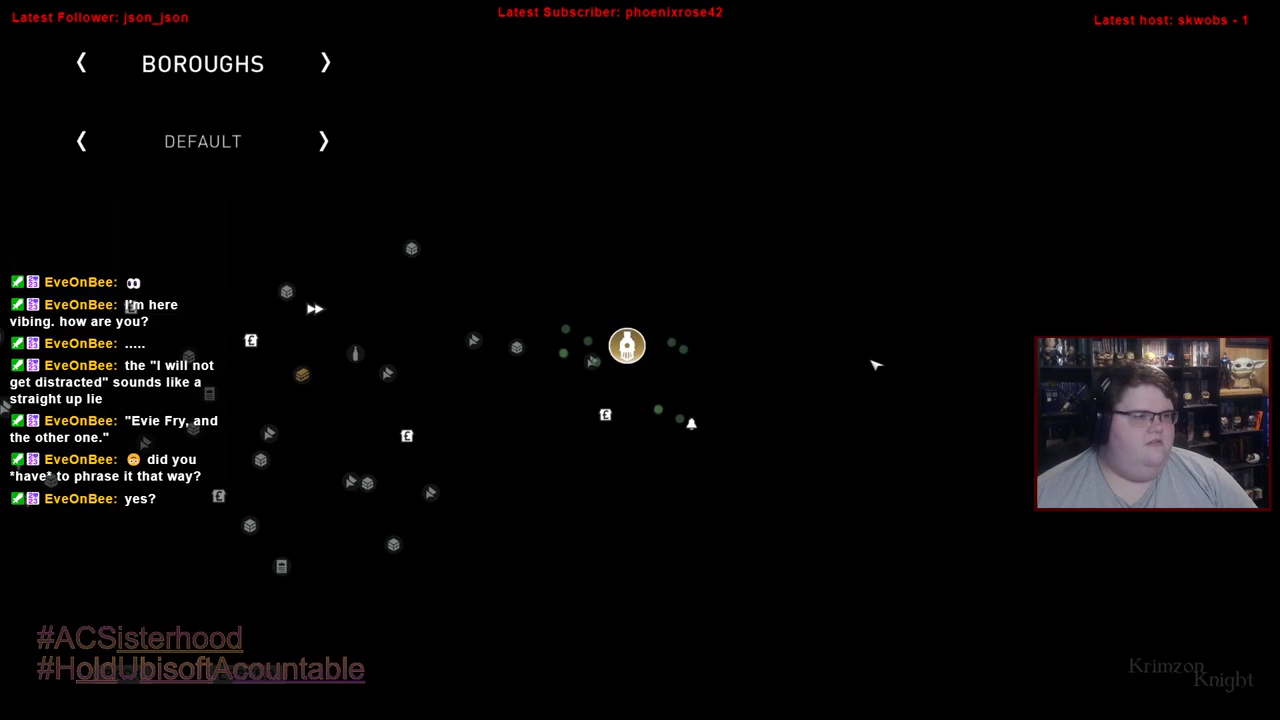 Latest Follower: json_json
Latest Subscriber: phoenixrose42
Latest host: skwobs - 1
BOROUGHS
DEFAULT
EveOnBee:
EveOnBee: I'm here
vibing. how are you?
EveOnBee: .....
EveOnBee: the "I will not
get distracted" sounds like a
straight up lie
EveOnBee: "Evie Fry, and
the other one."
EveOnBee: did you
*have* to phrase it that way?
EveOnBee: yes?
#ACSisterhood
#HoldUbisoftAcountable
Krimzon
Knight